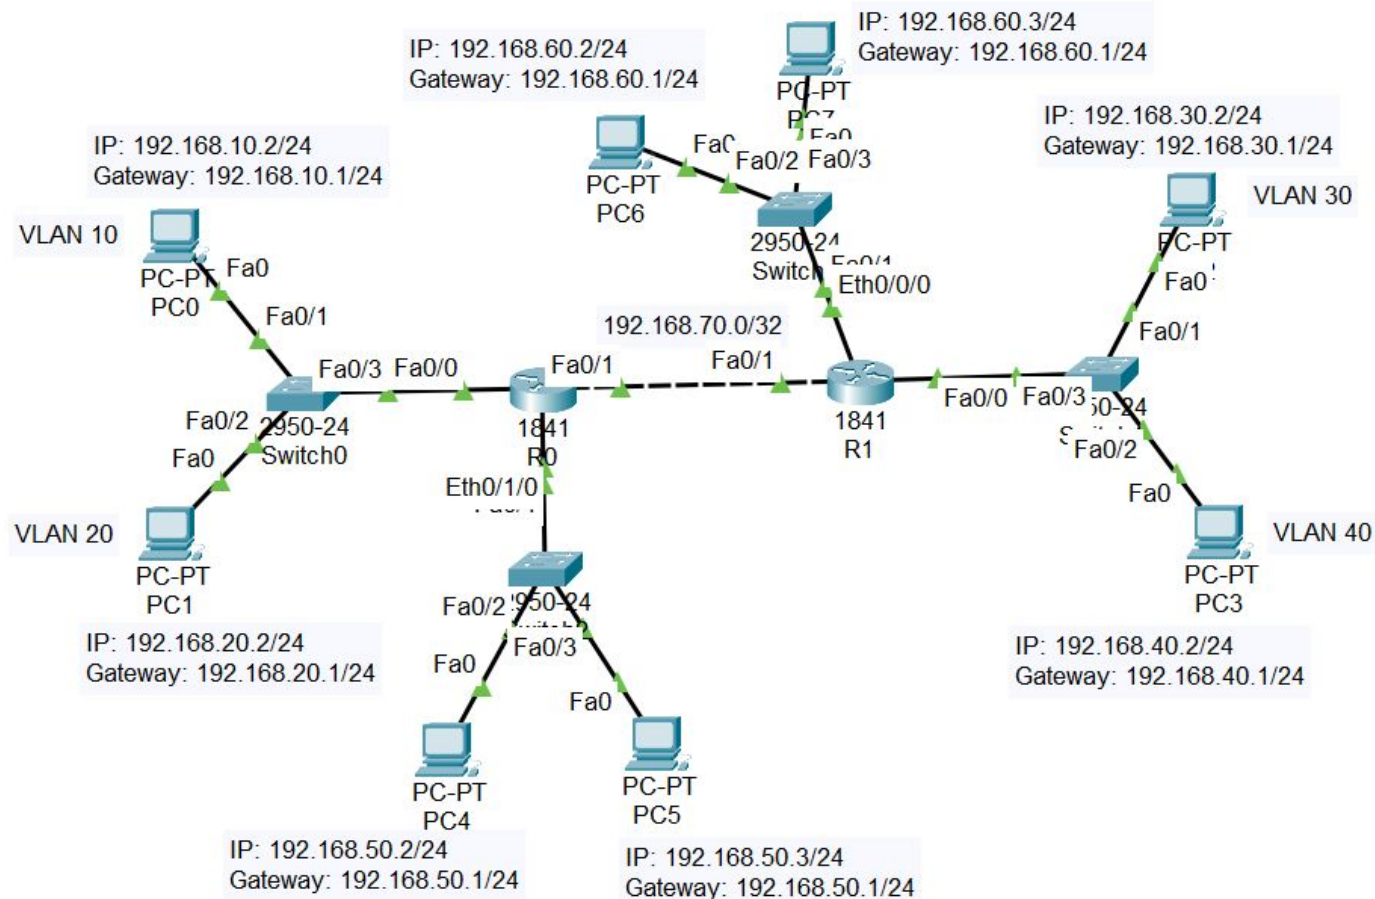 IP: 192.168.60.2/24
Gateway: 192.168.60.1/24
IP: 192.168.60.3/24
Gateway: 192.168.60.1/24
PC-PT
Fa0
Fa0/3
IP: 192.168.30.2/24
Gateway: 192.168.30.1/24
VLAN 30
PC-PT
Fa0
Fa0/1
IP: 192.168.10.2/24
Gateway: 192.168.10.1/24
VLAN 10
PC-PT
PC0
Fa0
Fa0/1
PC-PT
PC6
Fa0
Fa0/2
2950-24
Switch
Fa0/1
Eth0/0/0
192.168.70.0/32
Fa0/3
Fa0/0
Fa0/1
Fa0/1
1841
R0
1841
R1
Fa0/0
Fa0/3
Fa0/2
2950-24
Switch0
Fa0
Fa0/2
Fa0
VLAN 20
PC-PT
PC1
IP: 192.168.20.2/24
Gateway: 192.168.20.1/24
Eth0/1/0
Fa0/2
Fa0/3
Fa0
Fa0
PC-PT
PC4
PC-PT
PC5
IP: 192.168.50.2/24
Gateway: 192.168.50.1/24
IP: 192.168.50.3/24
Gateway: 192.168.50.1/24
VLAN 40
PC-PT
PC3
IP: 192.168.40.2/24
Gateway: 192.168.40.1/24